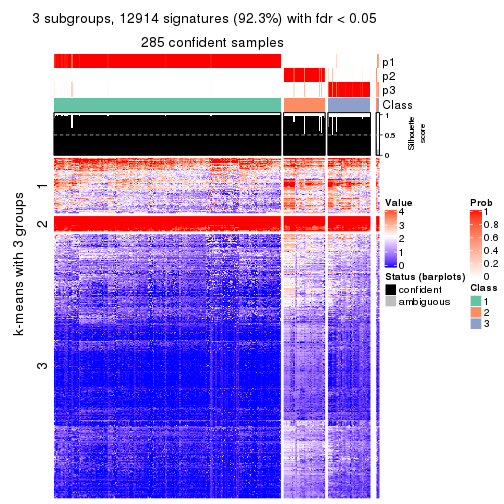 3 subgroups, 12914 signatures (92.3%) with fdr < 0.05
285 confident samples
p1
p2
p3
Class
1
0.5
0
Silhouette
score
k-means with 3 groups
1
2
3
Value
4
3
2
1
0
Status (barplots)
confident
ambiguous
Prob
1
0.8
0.6
0.4
0.2
0
Class
1
2
3